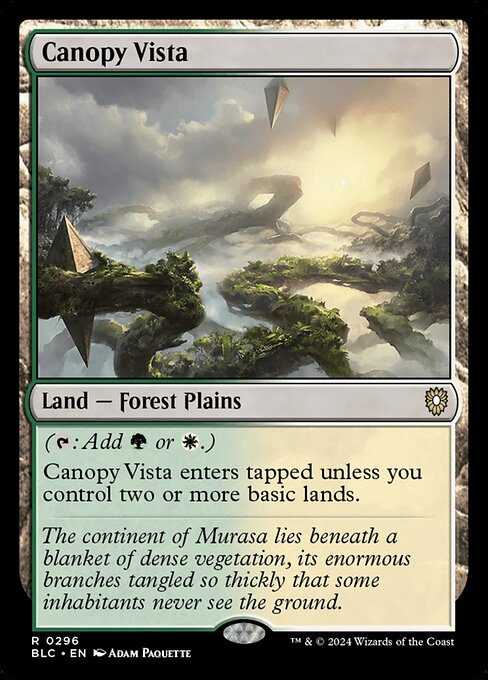 Canopy Vista
Land — Forest Plains
( : Add or .)
Canopy Vista enters tapped unless you
control two or more basic lands.
The continent of Murasa lies beneath a
blanket of dense vegetation, its enormous
branches tangled so thickly that some
inhabitants never see the ground.
R 0296
™ & © 2024 Wizards of the Coast
BLC • EN Adam Paquette